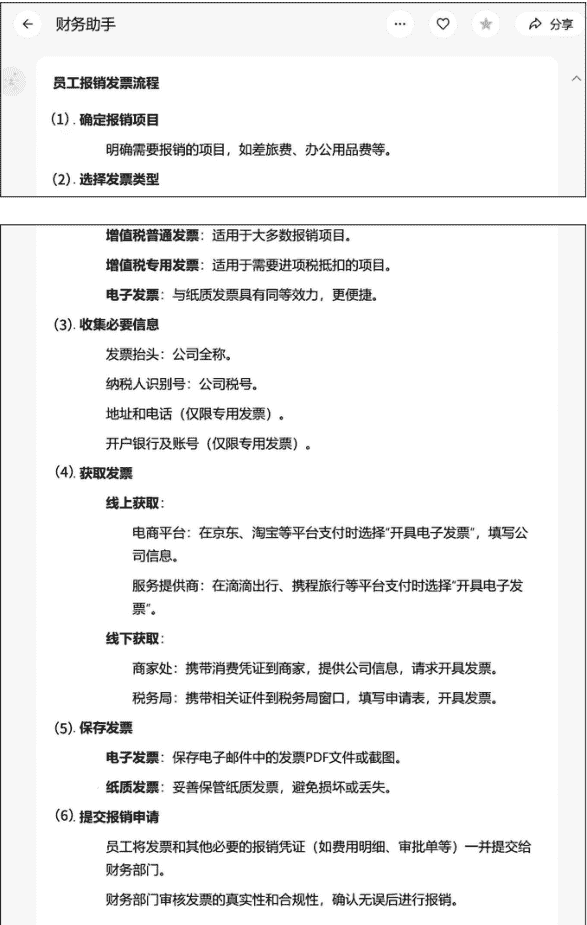 财务助手
分享
员工报销发票流程
(1). 确定报销项目
明确需要报销的项目，如差旅费、办公用品费等。
(2). 选择发票类型
增值税普通发票：适用于大多数报销项目。
增值税专用发票：适用于需要进项税抵扣的项目。
电子发票：与纸质发票具有同等效力，更便捷。
(3). 收集必要信息
发票抬头：公司全称。
纳税人识别号：公司税号。
地址和电话（仅限专用发票）。
开户银行及账号（仅限专用发票）。
(4). 获取发票
线上获取：
电商平台：在京东、淘宝等平台支付时选择“开具电子发票”，填写公
司信息。
服务提供商：在滴滴出行、携程旅行等平台支付时选择“开具电子发
票”。
线下获取：
商家处：携带消费凭证到商家，提供公司信息，请求开具发票。
税务局：携带相关证件到税务局窗口，填写申请表，开具发票。
(5). 保存发票
电子发票：保存电子邮件中的发票PDF文件或截图。
纸质发票：妥善保管纸质发票，避免损坏或丢失。
(6). 提交报销申请
员工将发票和其他必要的报销凭证（如费用明细、审批单等）一并提交给
财务部门。
财务部门审核发票的真实性和合规性，确认无误后进行报销。